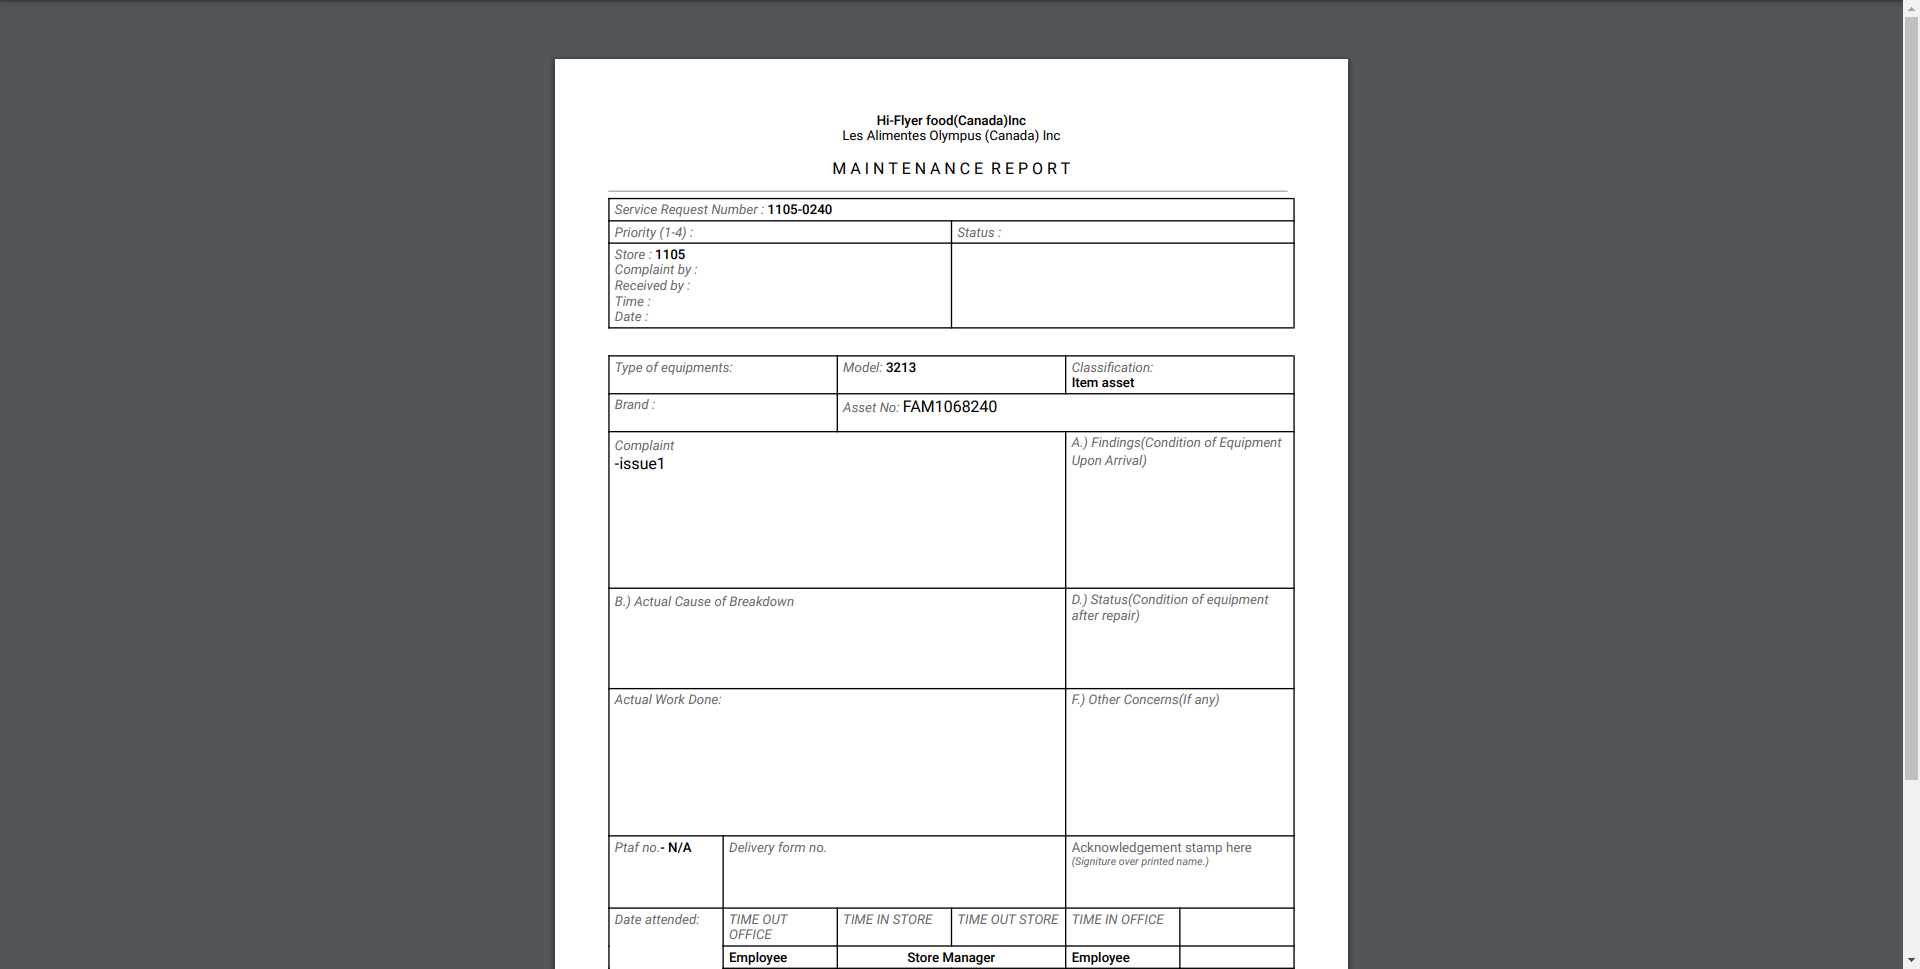 Hi-Flyer food(Canada)Inc
Les Alimentes Olympus (Canada) Inc
MAINTENANCE REPORT
Service Request Number : 1105-0240
Priority (1-4) :
Status :
Store : 1105
Complaint by :
Received by :
Time :
Date :
Type of equipments:
Model: 3213
Classification:
Item asset
Brand :
Asset No: FAM1068240
Complaint
-issue1
A.) Findings(Condition of Equipment
Upon Arrival)
B.) Actual Cause of Breakdown
D.) Status(Condition of equipment
after repair)
Actual Work Done:
F.) Other Concerns(If any)
Ptaf no.- N/A
Delivery form no.
Acknowledgement stamp here
(Signiture over printed name.)
Date attended:
TIME OUT
OFFICE
TIME IN STORE
TIME OUT STORE
TIME IN OFFICE
Employee
Store Manager
Employee